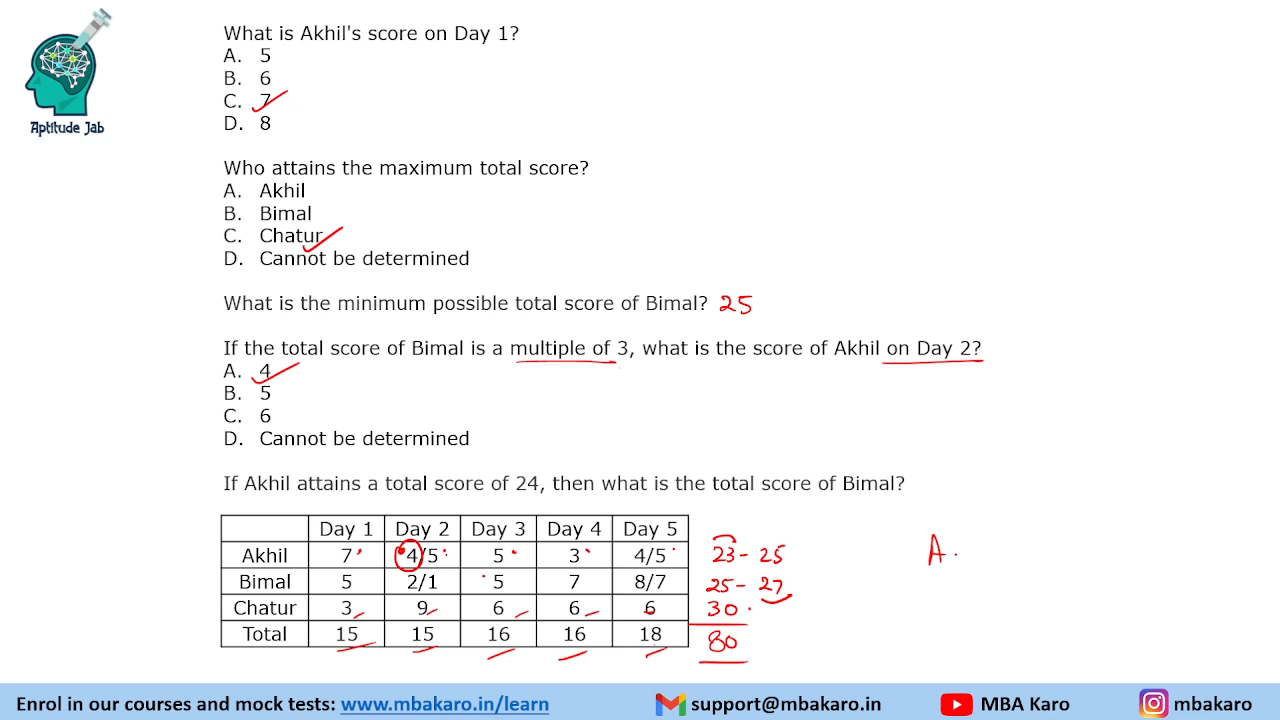 What is Akhil's score on Day 1?
A. 5
B. 6
C. 7
D. 8
Aptitude Jab
Who attains the maximum total score?
A. Akhil
B. Bimal
C. Chatur
D. Cannot be determined
What is the minimum possible total score of Bimal? 25
If the total score of Bimal is a multiple of 3, what is the score of Akhil on Day 2?
A. 4
B. 5
C. 6
D. Cannot be determined
If Akhil attains a total score of 24, then what is the total score of Bimal?
Day 1 Day 2 Day 3 Day 4 Day 5
Akhil 7 4/5 5 3 4/5 23 - 25 A.
Bimal 5 2/1 5 7 8/7 25 - 27
Chatur 3 9 6 6 6 30
Total 15 15 16 16 18 80
Enrol in our courses and mock tests: www.mbakaro.in/learn support@mbakaro.in MBA Karo mbakaro